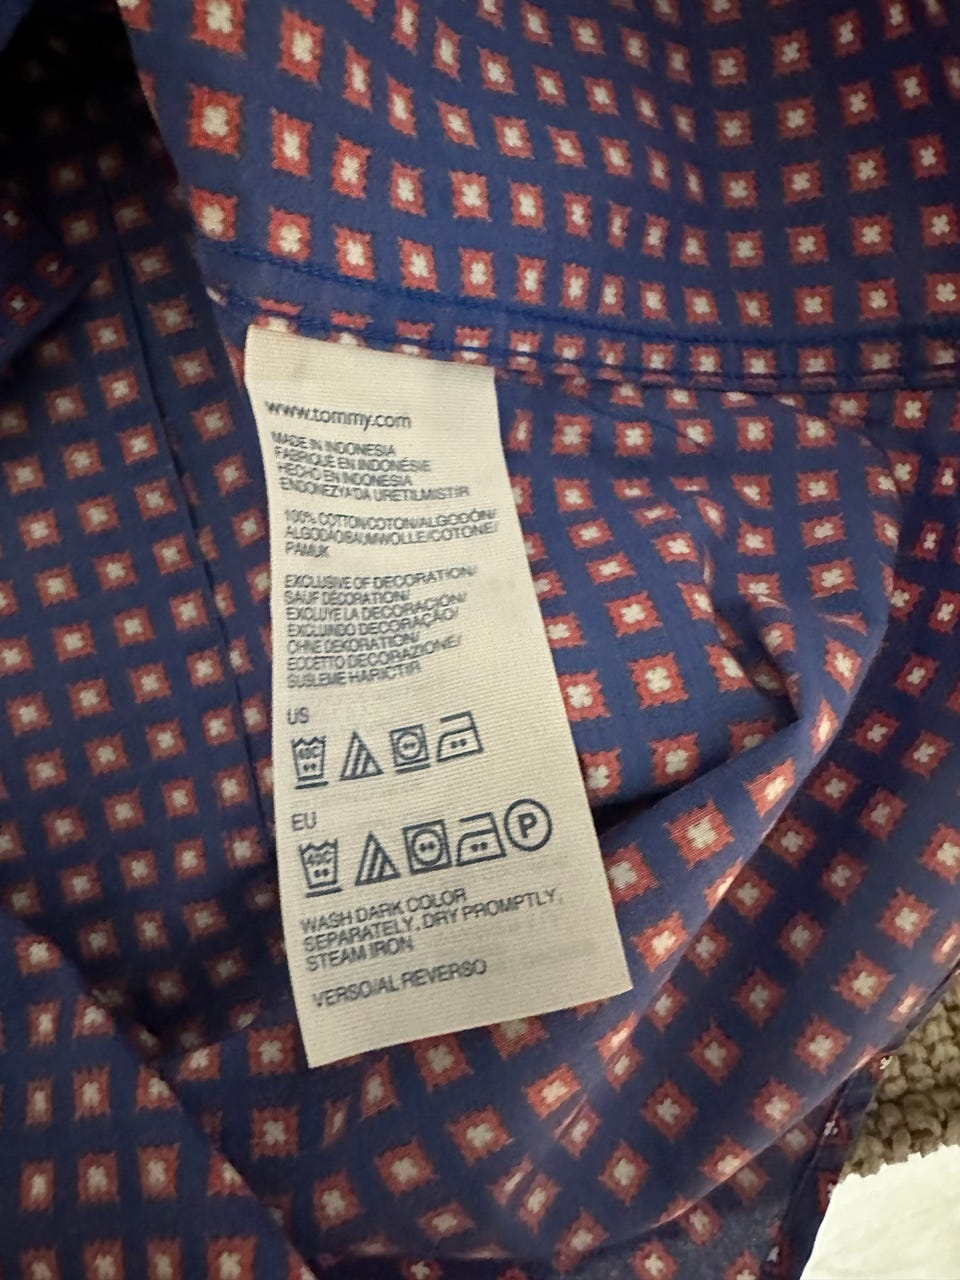 www.tommy.com
MADE IN INDONESIA
FABRIQUE EN INDONÉSIE
HECHO EN INDONESIA
ENDONEZYA'DA URETILMISTIR
100% COTTON/COTON/ALGODÓN/
ALGODÃO/BAUMWOLLE/COTONE/
PAMUK
EXCLUSIVE OF DECORATION/
SAUF DÉCORATION/
EXCLUYE LA DECORACIÓN/
EXCLUINDO DECORAÇÃO/
OHNE DEKORATION/
ECCETTO DECORAZIONE/
SUSLEME HARICTIR
US
40C
EU
40C P
WASH DARK COLOR
SEPARATELY, DRY PROMPTLY,
STEAM IRON
VERSO/AL REVERSO